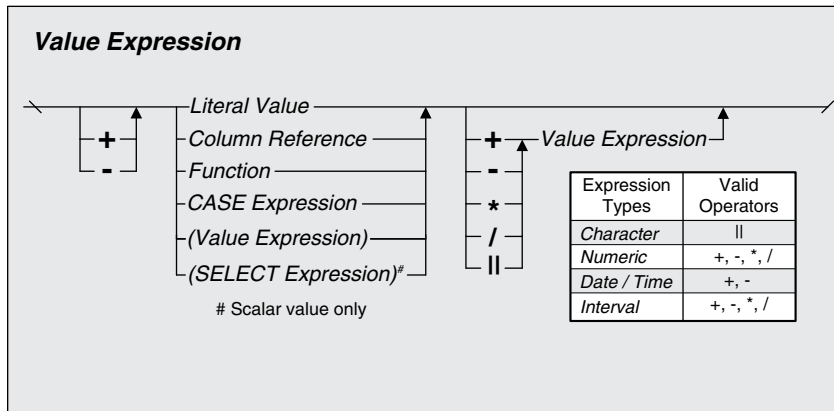 Value Expression
Literal Value
+ Column Reference + Value Expression
- Function -
CASE Expression *
(Value Expression) /
(SELECT Expression)# ||
# Scalar value only
Expression Types Valid Operators
Character ||
Numeric +, -, *, /
Date / Time +, -
Interval +, -, *, /